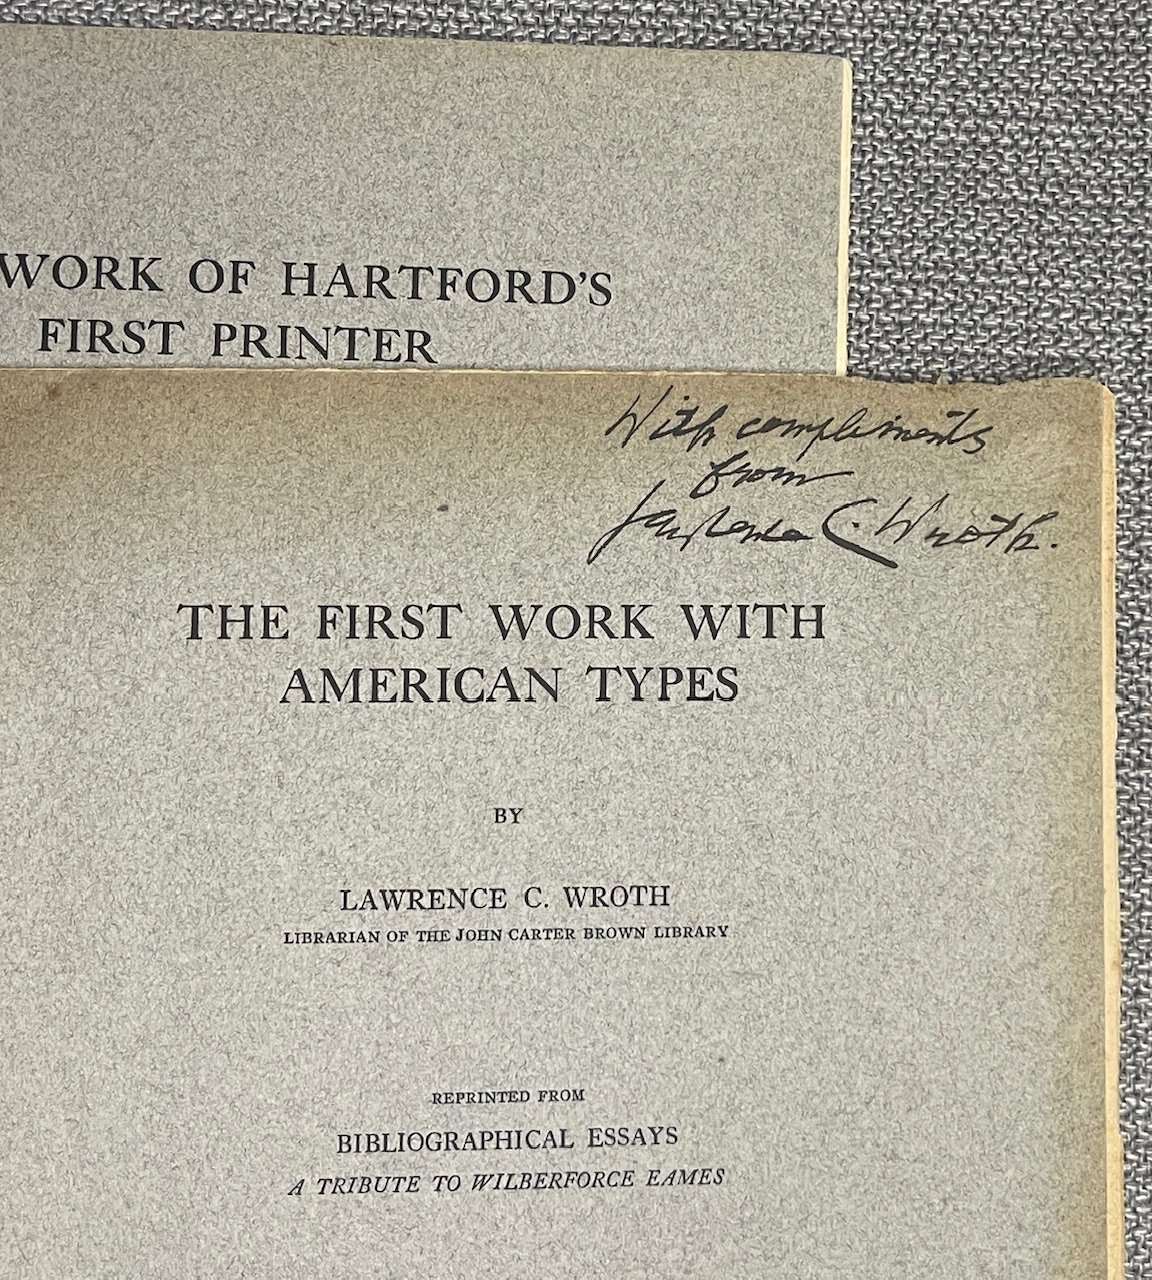 WORK OF HARTFORD'S
FIRST PRINTER
With compliments
from
Lawrence C. Wroth.
THE FIRST WORK WITH
AMERICAN TYPES
BY
LAWRENCE C. WROTH
LIBRARIAN OF THE JOHN CARTER BROWN LIBRARY
REPRINTED FROM
BIBLIOGRAPHICAL ESSAYS
A TRIBUTE TO WILBERFORCE EAMES